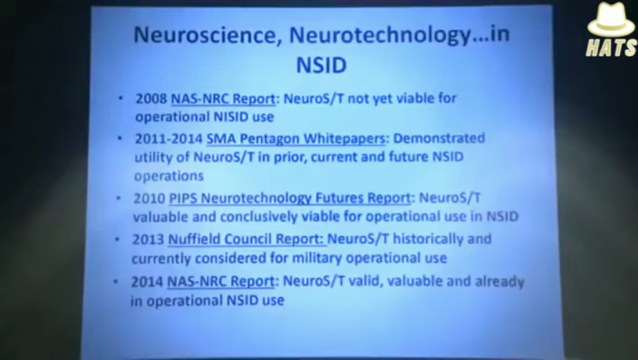 HATS
Neuroscience, Neurotechnology…in
NSID
• 2008 NAS-NRC Report: NeuroS/T not yet viable for
operational NISID use
• 2011-2014 SMA Pentagon Whitepapers: Demonstrated
utility of NeuroS/T in prior, current and future NSID
operations
• 2010 PIPS Neurotechnology Futures Report: NeuroS/T
valuable and conclusively viable for operational use in NSID
• 2013 Nuffield Council Report: NeuroS/T historically and
currently considered for military operational use
• 2014 NAS-NRC Report: NeuroS/T valid, valuable and already
in operational NSID use